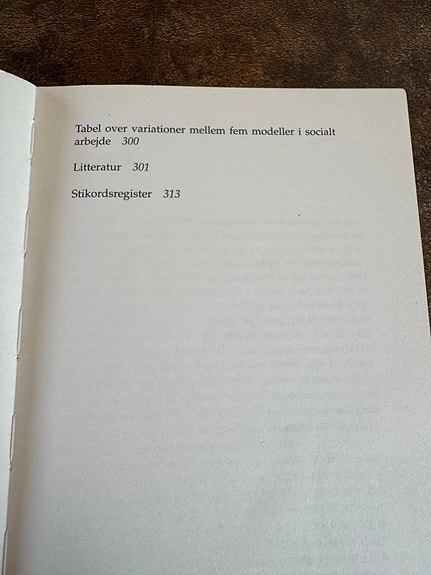 Tabel over variationer mellem fem modeller i socialt
arbejde 300
Litteratur 301
Stikordsregister 313